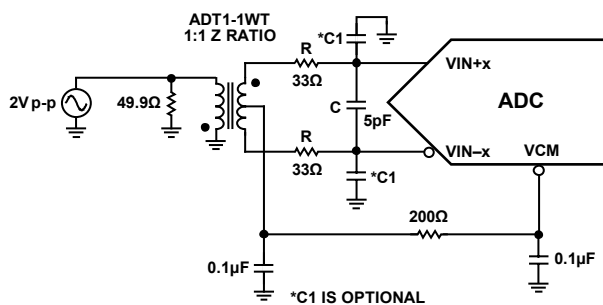 ADT1-1WT
1:1 Z RATIO
*C1
R
33Ω
VIN+x
2V p-p
49.9Ω
C
5pF
ADC
R
33Ω
VIN–x
VCM
*C1
200Ω
0.1µF
0.1µF
*C1 IS OPTIONAL